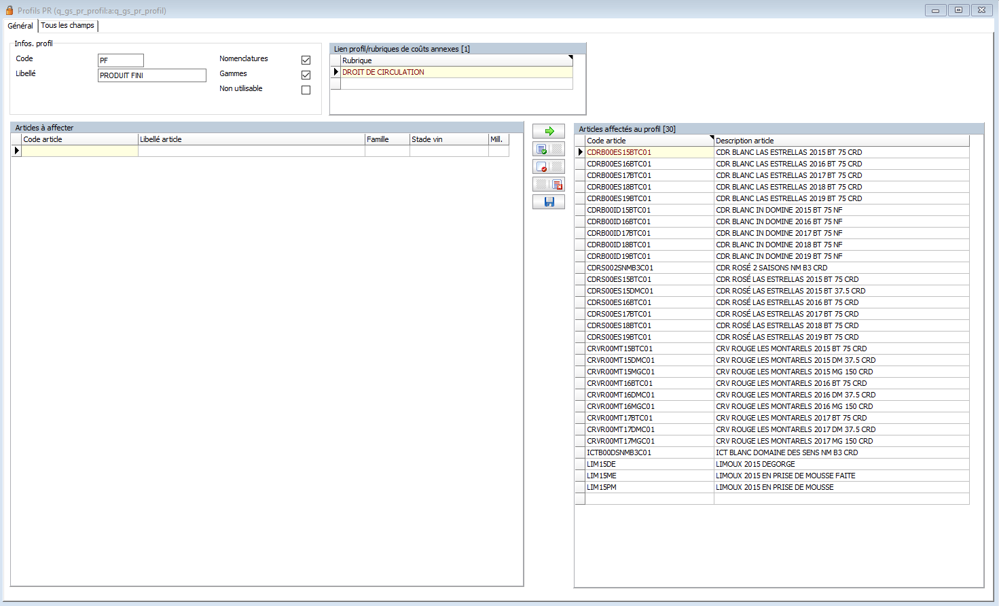 Profils PR (q_gs_pr_profil:a:q_gs_pr_profil)
Général
Tous les champs
Infos. profil
Code
PF
Libellé
PRODUIT FINI
Nomenclatures
Gammes
Non utilisable
Lien profil/rubriques de coûts annexes [1]
Rubrique
DROIT DE CIRCULATION
Articles à affecter
Code article Libellé article Famille Stade vin Mill.
Articles affectés au profil [30]
Code article Description article
CDRB00ES15BTC01 CDR BLANC LAS ESTRELLAS 2015 BT 75 CRD
CDRB00ES16BTC01 CDR BLANC LAS ESTRELLAS 2016 BT 75 CRD
CDRB00ES17BTC01 CDR BLANC LAS ESTRELLAS 2017 BT 75 CRD
CDRB00ES18BTC01 CDR BLANC LAS ESTRELLAS 2018 BT 75 CRD
CDRB00ES19BTC01 CDR BLANC LAS ESTRELLAS 2019 BT 75 CRD
CDRB00ID15BTC01 CDR BLANC IN DOMINE 2015 BT 75 NF
CDRB00ID16BTC01 CDR BLANC IN DOMINE 2016 BT 75 NF
CDRB00ID17BTC01 CDR BLANC IN DOMINE 2017 BT 75 NF
CDRB00ID18BTC01 CDR BLANC IN DOMINE 2018 BT 75 NF
CDRB00ID19BTC01 CDR BLANC IN DOMINE 2019 BT 75 NF
CDRS002SNMB3C01 CDR ROSÉ 2 SAISONS NM B3 CRD
CDRS00ES15BTC01 CDR ROSÉ LAS ESTRELLAS 2015 BT 75 CRD
CDRS00ES15DMC01 CDR ROSÉ LAS ESTRELLAS 2015 BT 37.5 CRD
CDRS00ES16BTC01 CDR ROSÉ LAS ESTRELLAS 2016 BT 75 CRD
CDRS00ES17BTC01 CDR ROSÉ LAS ESTRELLAS 2017 BT 75 CRD
CDRS00ES18BTC01 CDR ROSÉ LAS ESTRELLAS 2018 BT 75 CRD
CDRS00ES19BTC01 CDR ROSÉ LAS ESTRELLAS 2019 BT 75 CRD
CRVR00MT15BTC01 CRV ROUGE LES MONTARELS 2015 BT 75 CRD
CRVR00MT15DMC01 CRV ROUGE LES MONTARELS 2015 DM 37.5 CRD
CRVR00MT15MGC01 CRV ROUGE LES MONTARELS 2015 MG 150 CRD
CRVR00MT16BTC01 CRV ROUGE LES MONTARELS 2016 BT 75 CRD
CRVR00MT16DMC01 CRV ROUGE LES MONTARELS 2016 DM 37.5 CRD
CRVR00MT16MGC01 CRV ROUGE LES MONTARELS 2016 MG 150 CRD
CRVR00MT17BTC01 CRV ROUGE LES MONTARELS 2017 BT 75 CRD
CRVR00MT17DMC01 CRV ROUGE LES MONTARELS 2017 DM 37.5 CRD
CRVR00MT17MGC01 CRV ROUGE LES MONTARELS 2017 MG 150 CRD
ICTB00DSNMB3C01 ICT BLANC DOMAINE DES SENS NM B3 CRD
LIM15DE LIMOUX 2015 DEGORGE
LIM15ME LIMOUX 2015 EN PRISE DE MOUSSE FAITE
LIM15PM LIMOUX 2015 EN PRISE DE MOUSSE